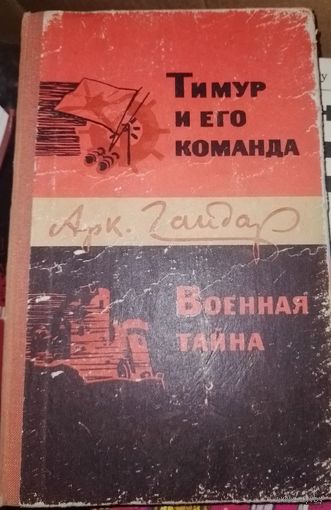 Тимур
и его
команда
Арк. Гайдар
Военная
тайна